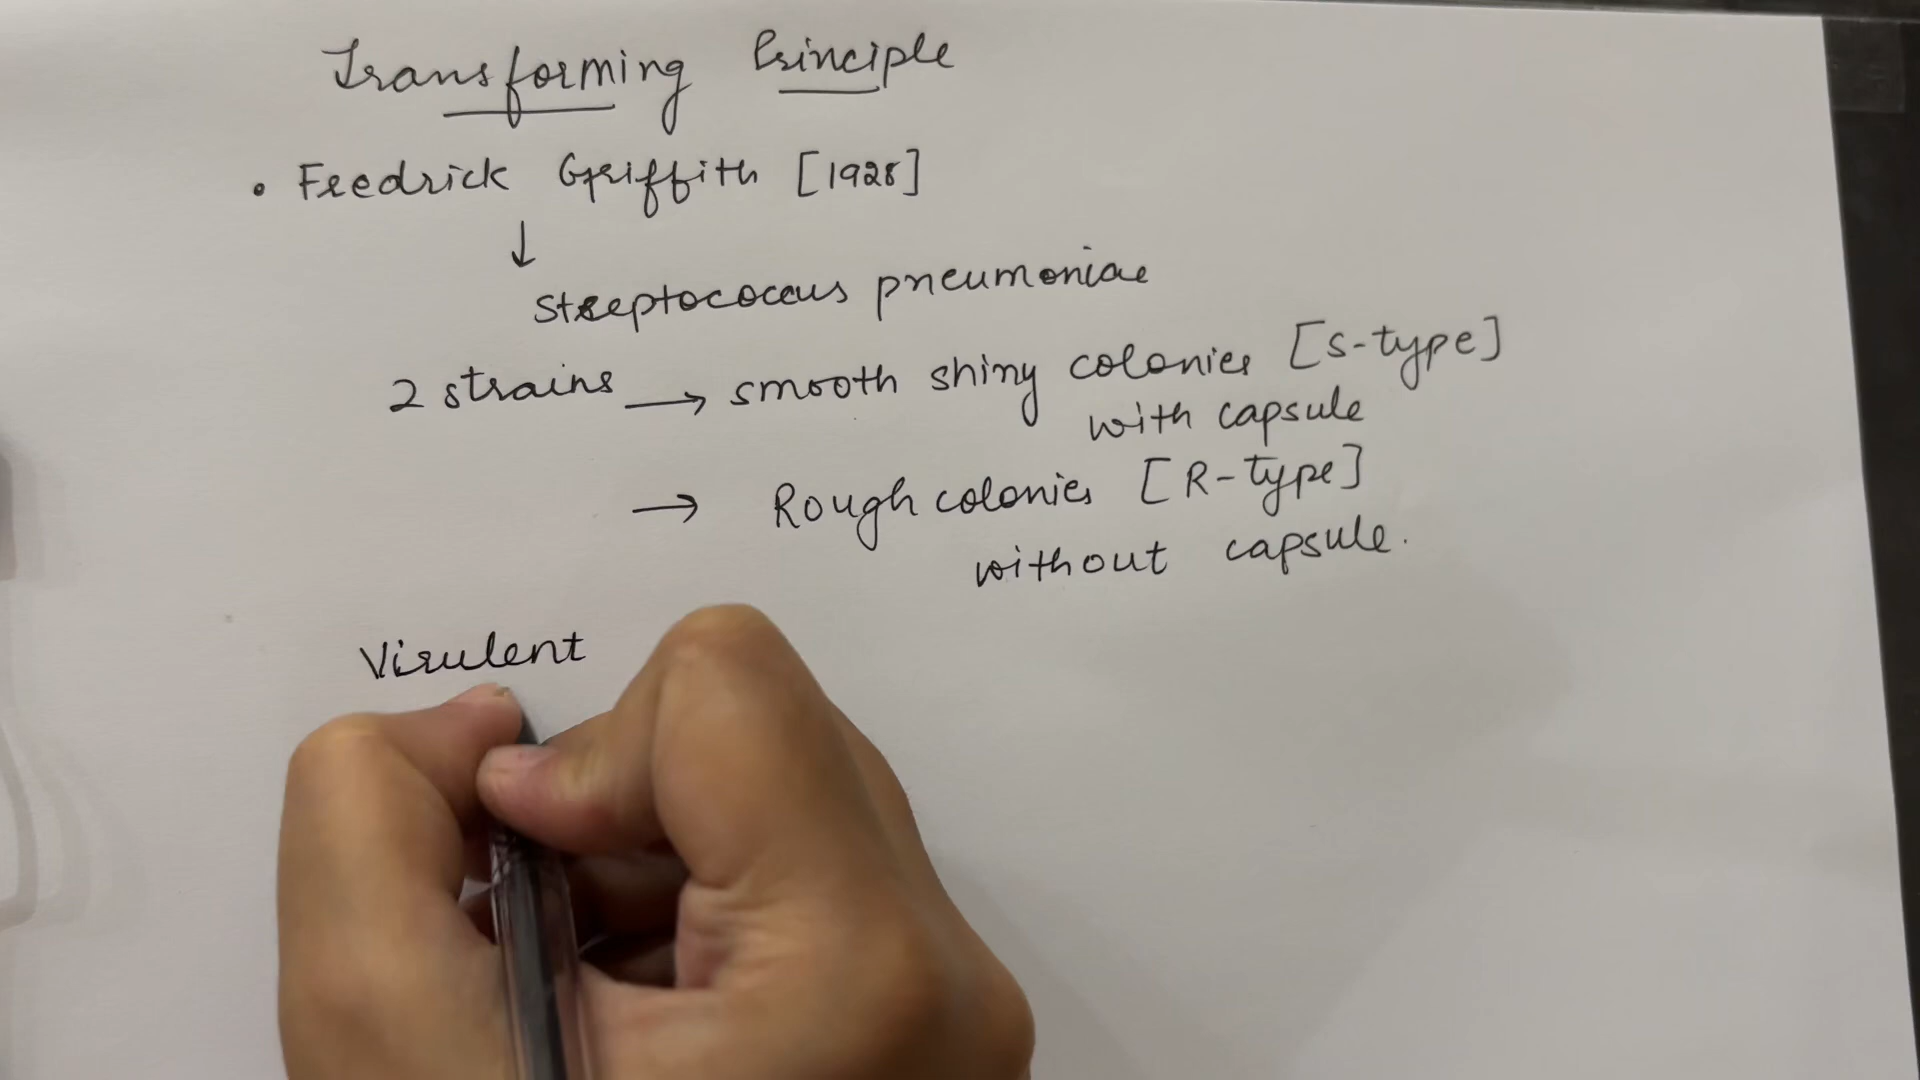 Transforming Principle
• Fredrick Griffith [1928]
↓
Streptococcus pneumoniae
2 strains → smooth shiny colonies [S-type]
with capsule
→ Rough colonies [R-type]
without capsule.
Virulent